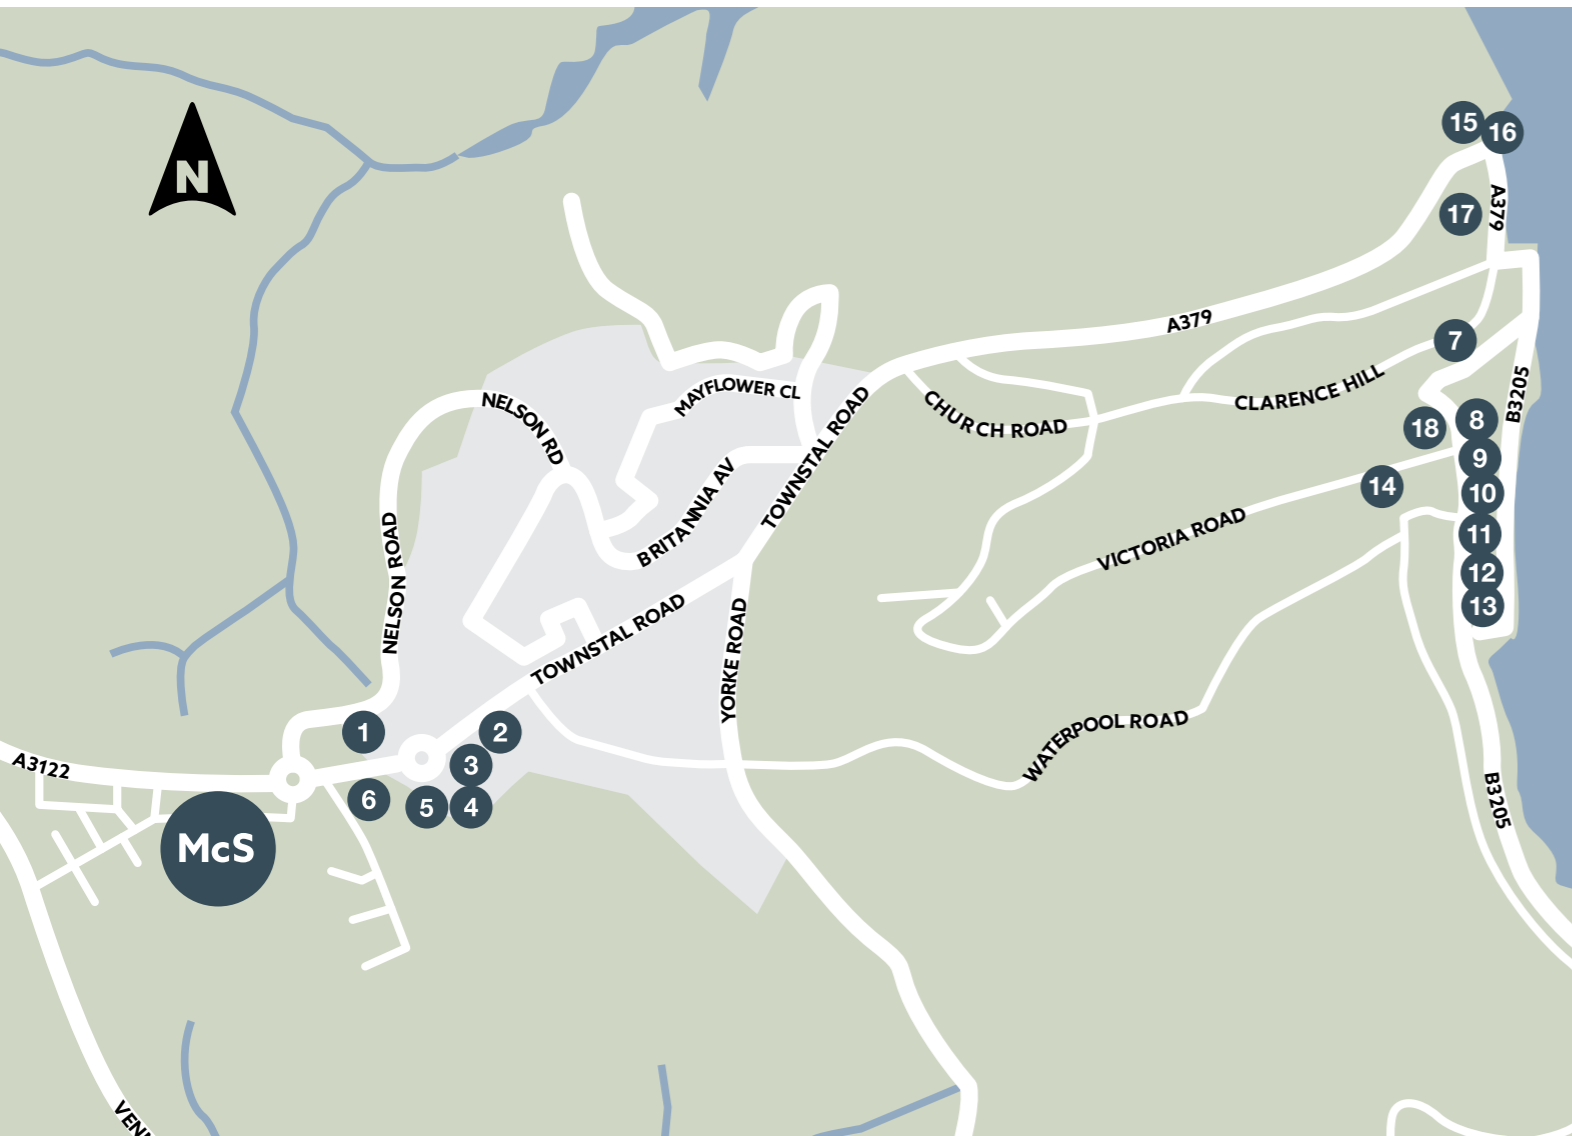 N
15
16
17
A379
A379
7
CLARENCE HILL
B3205
CHURCH ROAD
MAYFLOWER CL
NELSON RD
TOWNSTAL ROAD
18
8
9
10
11
12
13
14
BRITANNIA AV
VICTORIA ROAD
NELSON ROAD
TOWNSTAL ROAD
YORKE ROAD
WATERPOOL ROAD
1
2
3
4
5
6
A3122
McS
B3205